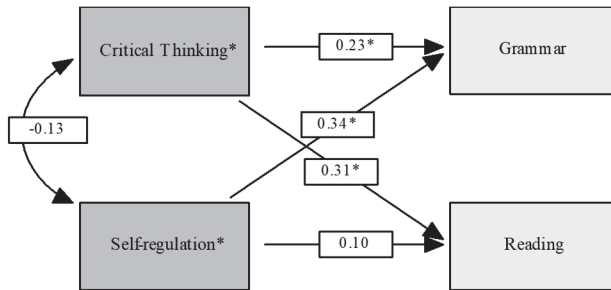 Critical Thinking*
0.23*
Grammar
-0.13
0.34*
0.31*
Self-regulation*
0.10
Reading